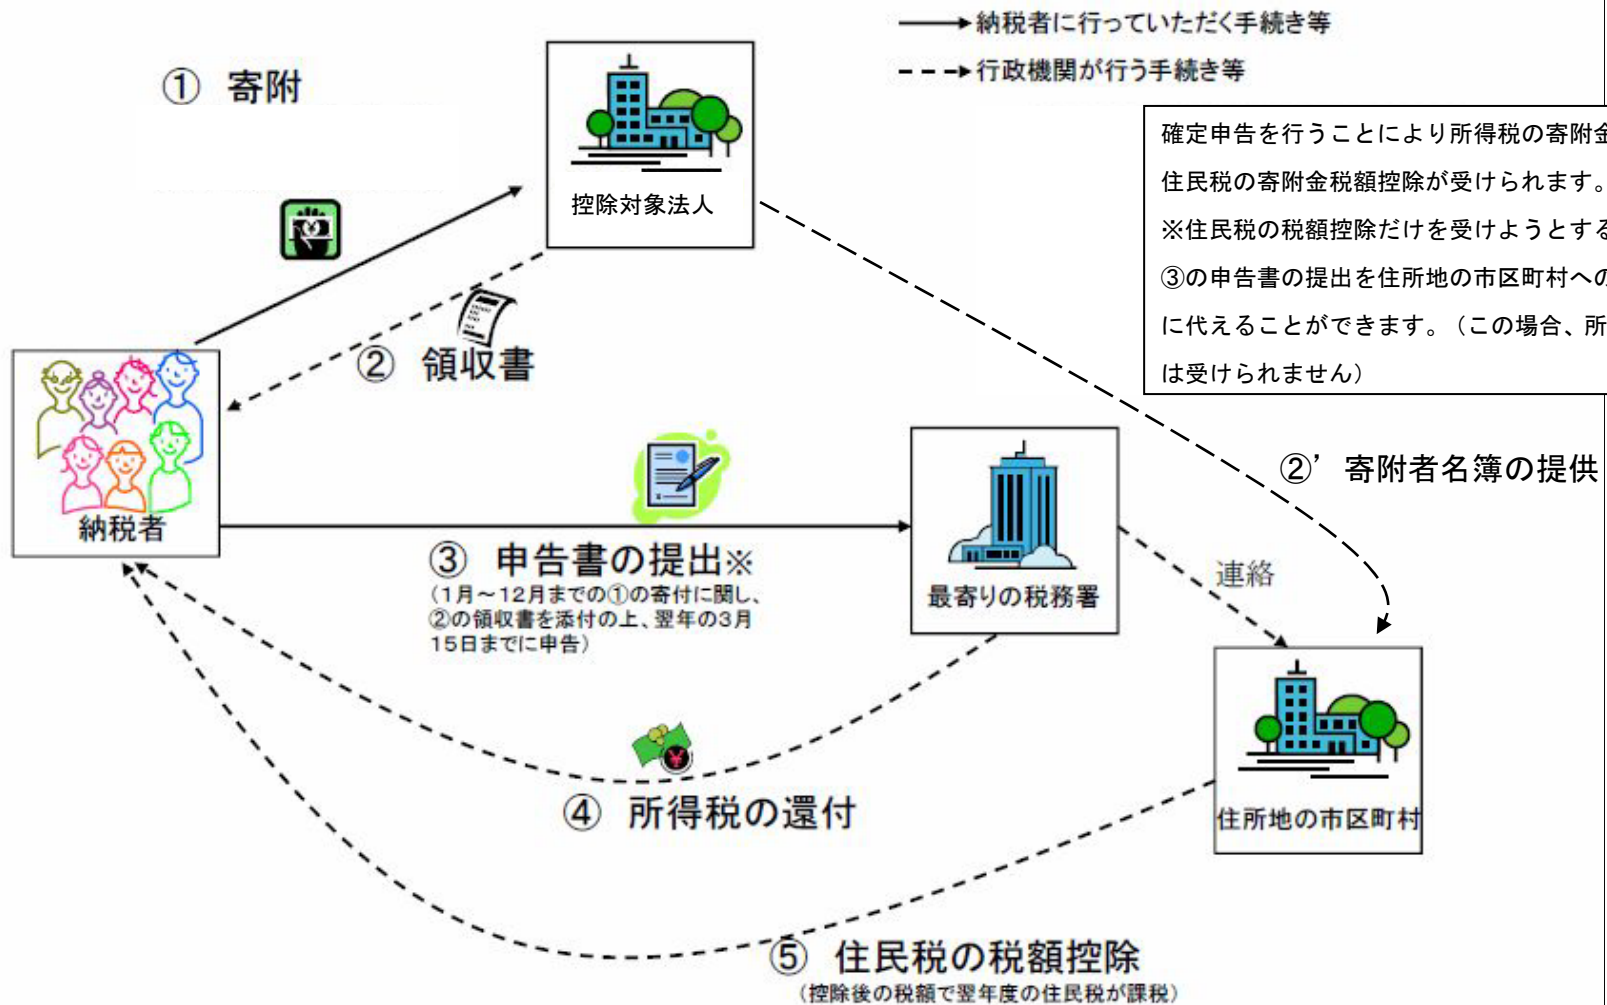 納税者に行っていただく手続き等
行政機関が行う手続き等
① 寄附
控除対象法人
確定申告を行うことにより所得税の寄附金
住民税の寄附金税額控除が受けられます。
※住民税の税額控除だけを受けようとする
③の申告書の提出を住所地の市区町村への
に代えることができます。（この場合、所
は受けられません）
② 領収書
納税者
②’ 寄附者名簿の提供
③ 申告書の提出※
（1月～12月までの①の寄付に関し、
②の領収書を添付の上、翌年の3月
15日までに申告）
最寄りの税務署
連絡
④ 所得税の還付
住所地の市区町村
⑤ 住民税の税額控除
（控除後の税額で翌年度の住民税が課税）